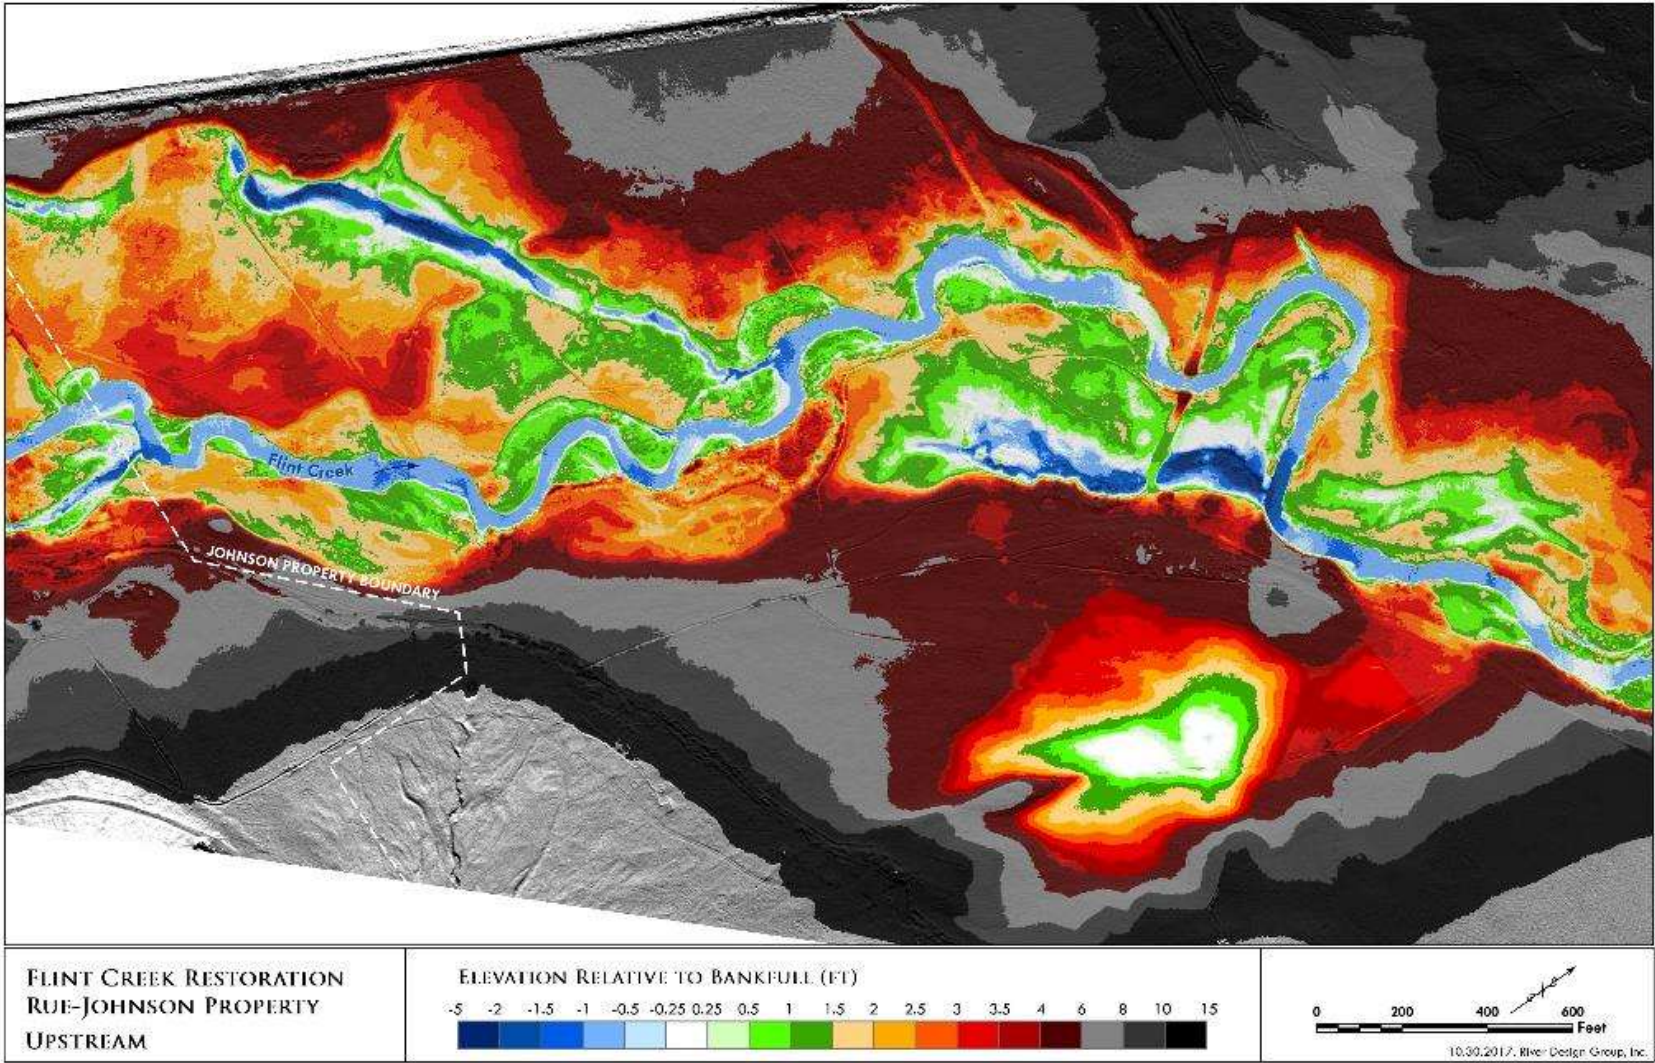 Flint Creek
JOHNSON PROPERTY BOUNDARY
FLINT CREEK RESTORATION
RUE-JOHNSON PROPERTY
UPSTREAM
ELEVATION RELATIVE TO BANKFULL (FT)
-5 -2 -1.5 -1 -0.5 -0.25 0.25 0.5 1 1.5 2 2.5 3 3.5 4 6 8 10 15
0 200 400 600
Feet
10.30.2017, River Design Group, Inc.